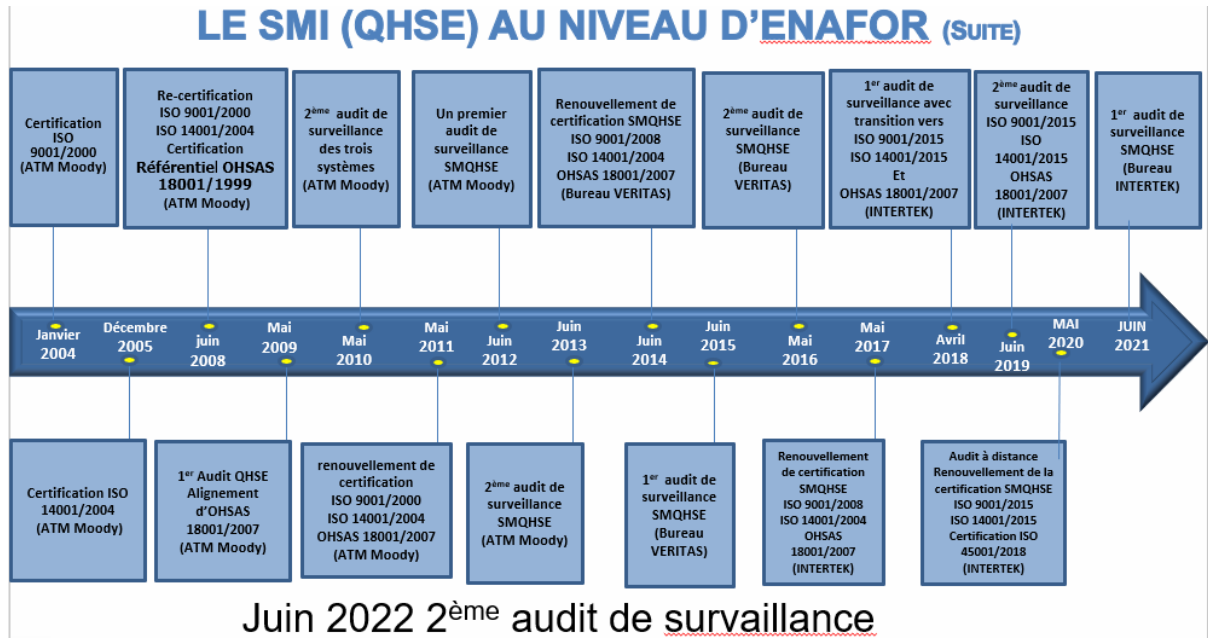 LE SMI (QHSE) AU NIVEAU D'ENAFOR (SUITE)
Certification
ISO
9001/2000
(ATM Moody)
Re-certification
ISO 9001/2000
ISO 14001/2004
Certification
Référentiel OHSAS
18001/1999
(ATM Moody)
2ème audit de
surveillance
des trois
systèmes
(ATM Moody)
Un premier
audit de
surveillance
SMQHSE
(ATM Moody)
Renouvellement de
certification SMQHSE
ISO 9001/2008
ISO 14001/2004
OHSAS 18001/2007
(Bureau VERITAS)
2ème audit de
surveillance
SMQHSE
(Bureau
VERITAS)
1er audit de
surveillance avec
transition vers
ISO 9001/2015
ISO 14001/2015
Et
OHSAS 18001/2007
(INTERTEK)
2ème audit de
surveillance
ISO 9001/2015
ISO
14001/2015
OHSAS
18001/2007
(INTERTEK)
1er audit de
surveillance
SMQHSE
(Bureau
INTERTEK)
Janvier
2004
Décembre
2005
juin
2008
Mai
2009
Mai
2010
Mai
2011
Juin
2012
Juin
2013
Juin
2014
Juin
2015
Mai
2016
Mai
2017
Avril
2018
Juin
2019
MAI
2020
JUIN
2021
Certification ISO
14001/2004
(ATM Moody)
1er Audit QHSE
Alignement
d'OHSAS
18001/2007
(ATM Moody)
renouvellement de
certification
ISO 9001/2000
ISO 14001/2004
OHSAS 18001/2007
(ATM Moody)
2ème audit de
surveillance
SMQHSE
(ATM Moody)
1er audit de
surveillance
SMQHSE
(Bureau
VERITAS)
Renouvellement
de certification
SMQHSE
ISO 9001/2008
ISO 14001/2004
OHSAS
18001/2007
(INTERTEK)
Audit à distance
Renouvellement de la
certification SMQHSE
ISO 9001/2015
ISO 14001/2015
Certification ISO
45001/2018
(INTERTEK)
Juin 2022 2ème audit de survaillance